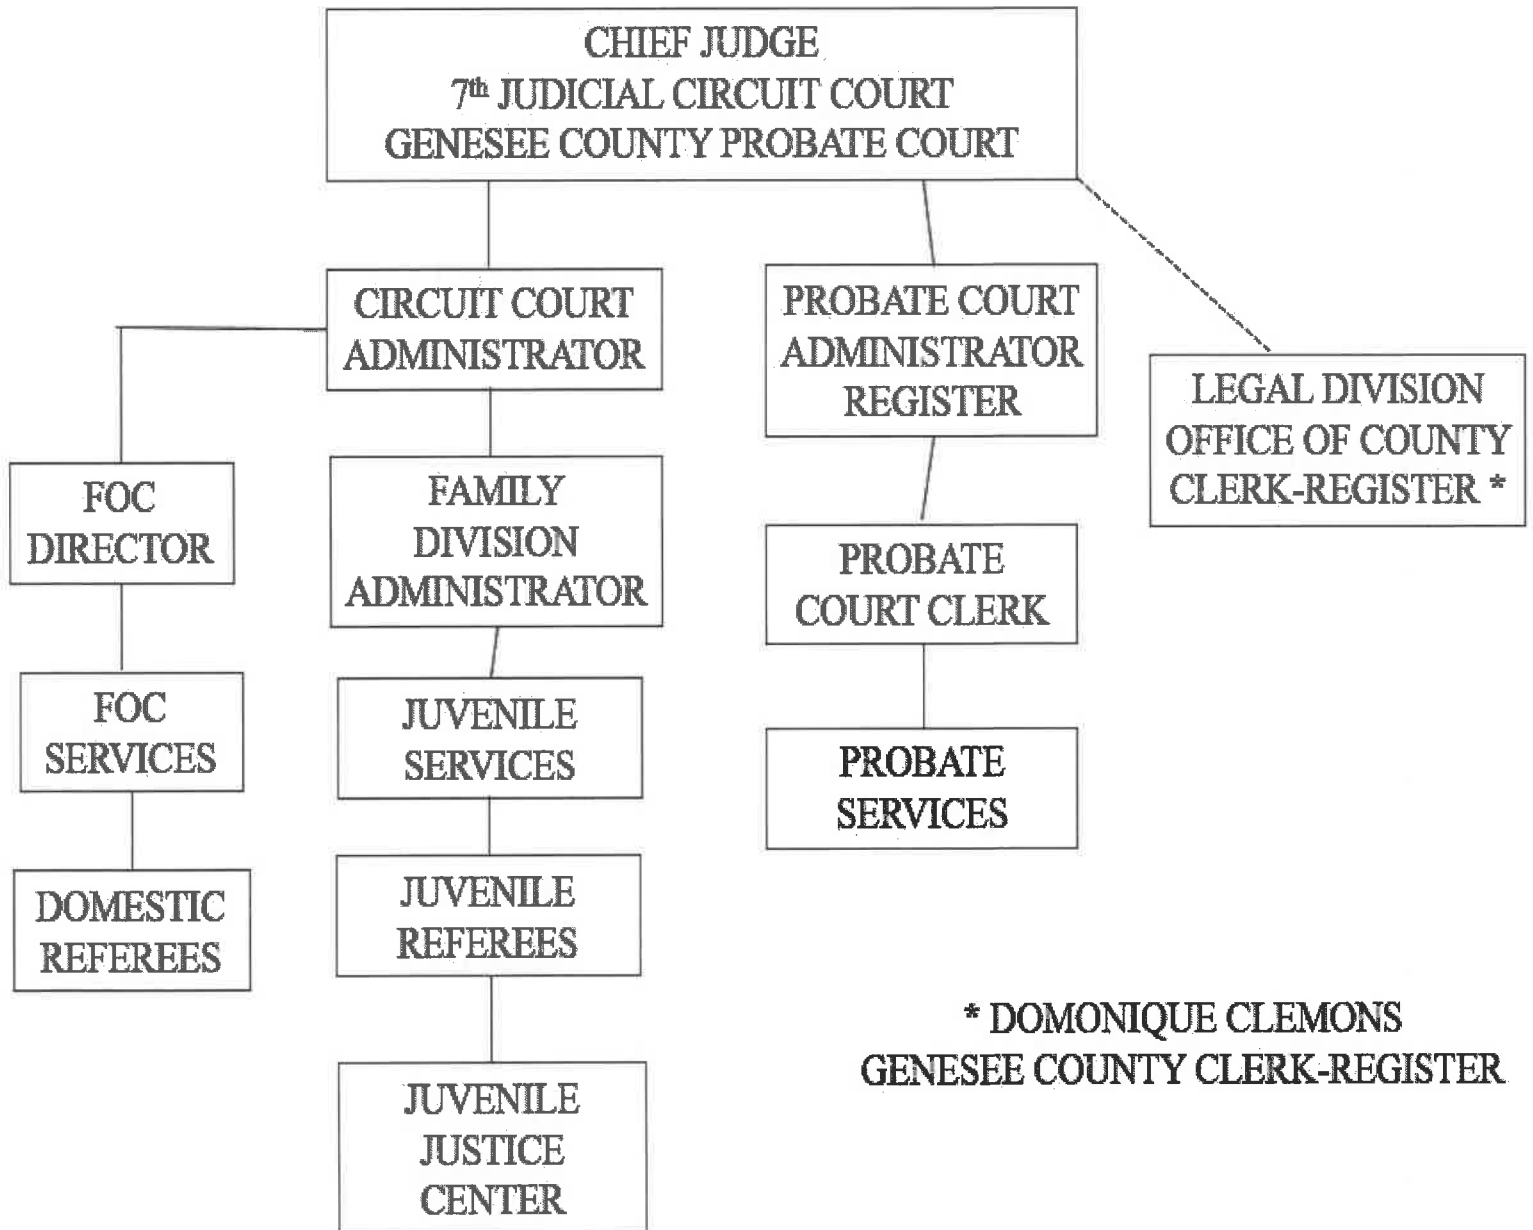 CHIEF JUDGE
7th JUDICIAL CIRCUIT COURT
GENESEE COUNTY PROBATE COURT
CIRCUIT COURT
ADMINISTRATOR
PROBATE COURT
ADMINISTRATOR
REGISTER
LEGAL DIVISION
OFFICE OF COUNTY
CLERK-REGISTER *
FOC
DIRECTOR
FAMILY
DIVISION
ADMINISTRATOR
PROBATE
COURT CLERK
FOC
SERVICES
JUVENILE
SERVICES
PROBATE
SERVICES
DOMESTIC
REFEREES
JUVENILE
REFEREES
JUVENILE
JUSTICE
CENTER
* DOMONIQUE CLEMONS
GENESEE COUNTY CLERK-REGISTER